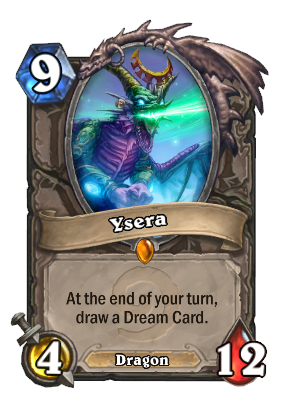 9
Ysera
At the end of your turn,
draw a Dream Card.
4
Dragon
12